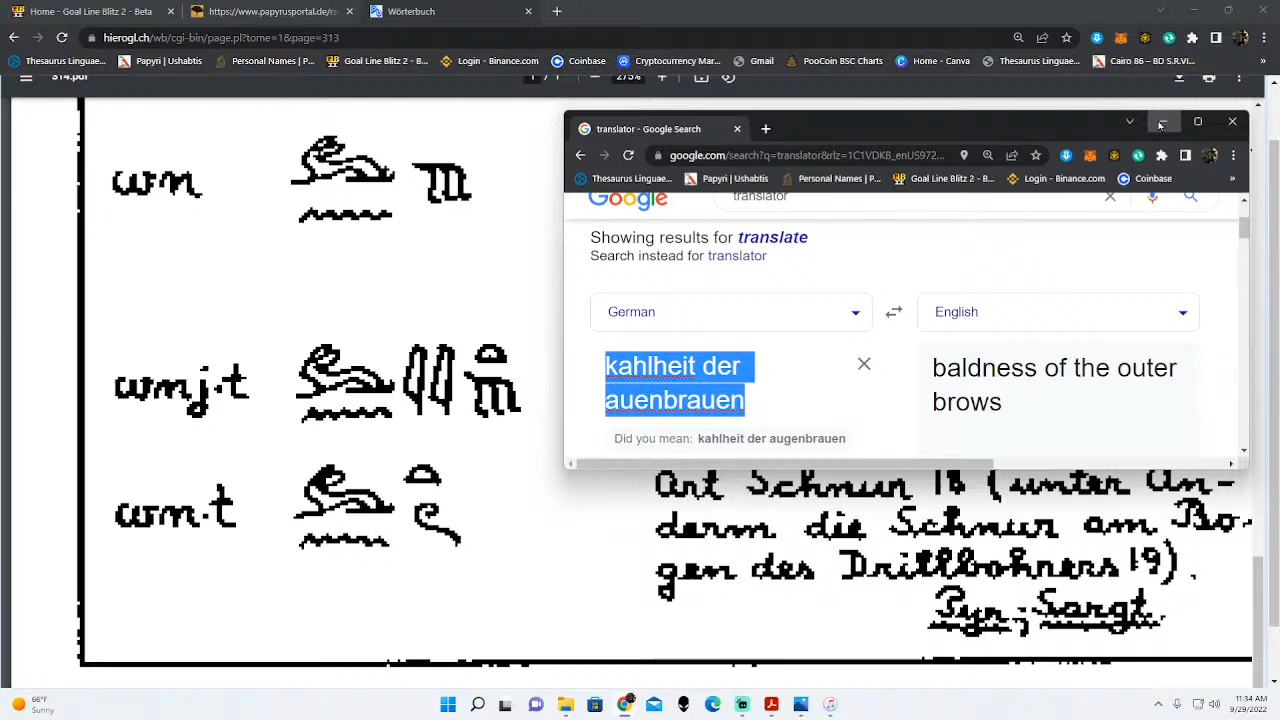 Home - Goal Line Blitz 2 - Beta
https://www.papyrusportal.de/rs
Wörterbuch
hierogl.ch/wb/cgi-bin/page.pl?tome=1&page=313
Thesaurus Linguae...
Papyri | Ushabtis
Personal Names | P...
Goal Line Blitz 2 -...
Login - Binance.com
Coinbase
Cryptocurrency Mar...
Gmail
PooCoin BSC Charts
Home - Canva
Thesaurus Linguae...
Cairo 86 – BD S.R.VI...
S14.pdf
275%
wn
wnj.t
wn.t
translator - Google Search
google.com/search?q=translator&rlz=1C1VDKB_enUS972...
Thesaurus Linguae...
Papyri | Ushabtis
Personal Names | P...
Goal Line Blitz 2 -...
Login - Binance.com
Coinbase
Google
translator
Showing results for translate
Search instead for translator
German
English
kahlheit der
auenbrauen
baldness of the outer
brows
Did you mean: kahlheit der augenbrauen
Art Schnur 18 (unter An-
derm die Schnur am Bo-
gen des Drillbohrers 19).
Pyr; Sargt.
66°F
Sunny
11:34 AM
9/29/2022